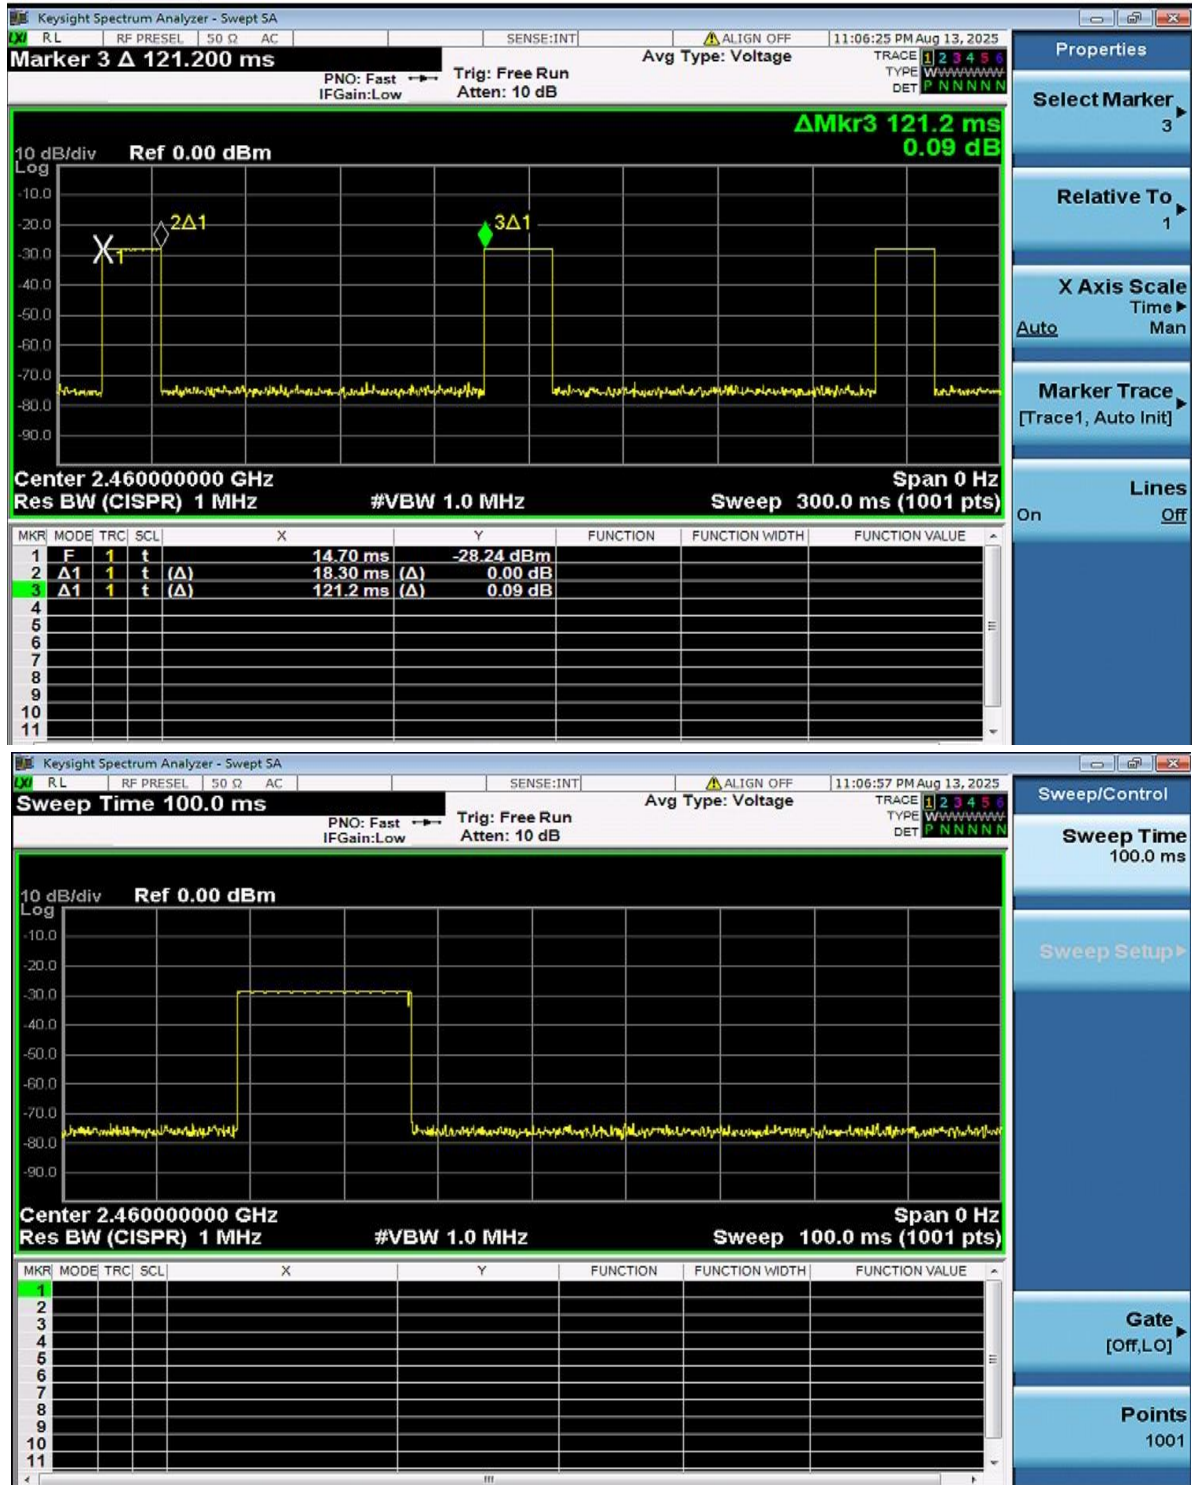 Keysight Spectrum Analyzer - Swept SA
LXI RL RF PRESEL 50 Ω AC SENSE:INT ALIGN OFF 11:06:25 PM Aug 13, 2025
Marker 3 Δ 121.200 ms
PNO: Fast
IFGain:Low
Trig: Free Run
Atten: 10 dB
Avg Type: Voltage
TRACE 1 2 3 4 5 6
TYPE WWWWWW
DET P N N N N N
ΔMkr3 121.2 ms
0.09 dB
10 dB/div Ref 0.00 dBm
Log
-10.0
-20.0
-30.0
-40.0
-50.0
-60.0
-70.0
-80.0
-90.0
1
2Δ1
3Δ1
Center 2.460000000 GHz Span 0 Hz
Res BW (CISPR) 1 MHz #VBW 1.0 MHz Sweep 300.0 ms (1001 pts)
MKR MODE TRC SCL X Y FUNCTION FUNCTION WIDTH FUNCTION VALUE
1 F 1 t 14.70 ms -28.24 dBm
2 Δ1 1 t (Δ) 18.30 ms (Δ) 0.00 dB
3 Δ1 1 t (Δ) 121.2 ms (Δ) 0.09 dB
4
5
6
7
8
9
10
11
Properties
Select Marker
3
Relative To
1
X Axis Scale
Time
Auto Man
Marker Trace
[Trace1, Auto Init]
Lines
On Off
Keysight Spectrum Analyzer - Swept SA
LXI RL RF PRESEL 50 Ω AC SENSE:INT ALIGN OFF 11:06:57 PM Aug 13, 2025
Sweep Time 100.0 ms
PNO: Fast
IFGain:Low
Trig: Free Run
Atten: 10 dB
Avg Type: Voltage
TRACE 1 2 3 4 5 6
TYPE WWWWWW
DET P N N N N N
10 dB/div Ref 0.00 dBm
Log
-10.0
-20.0
-30.0
-40.0
-50.0
-60.0
-70.0
-80.0
-90.0
Center 2.460000000 GHz Span 0 Hz
Res BW (CISPR) 1 MHz #VBW 1.0 MHz Sweep 100.0 ms (1001 pts)
MKR MODE TRC SCL X Y FUNCTION FUNCTION WIDTH FUNCTION VALUE
1
2
3
4
5
6
7
8
9
10
11
Sweep/Control
Sweep Time
100.0 ms
Sweep Setup
Gate
[Off,LO]
Points
1001